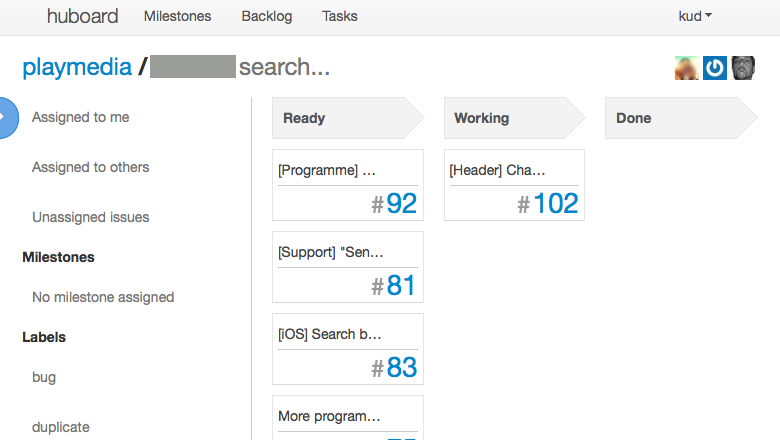 huboard Milestones Backlog Tasks kud
playmedia / search...
Assigned to me
Assigned to others
Unassigned issues
Milestones
No milestone assigned
Labels
bug
duplicate
Ready Working Done
[Programme] ...
#92
[Support] "Sen...
#81
[iOS] Search b...
#83
More program...
[Header] Cha...
#102